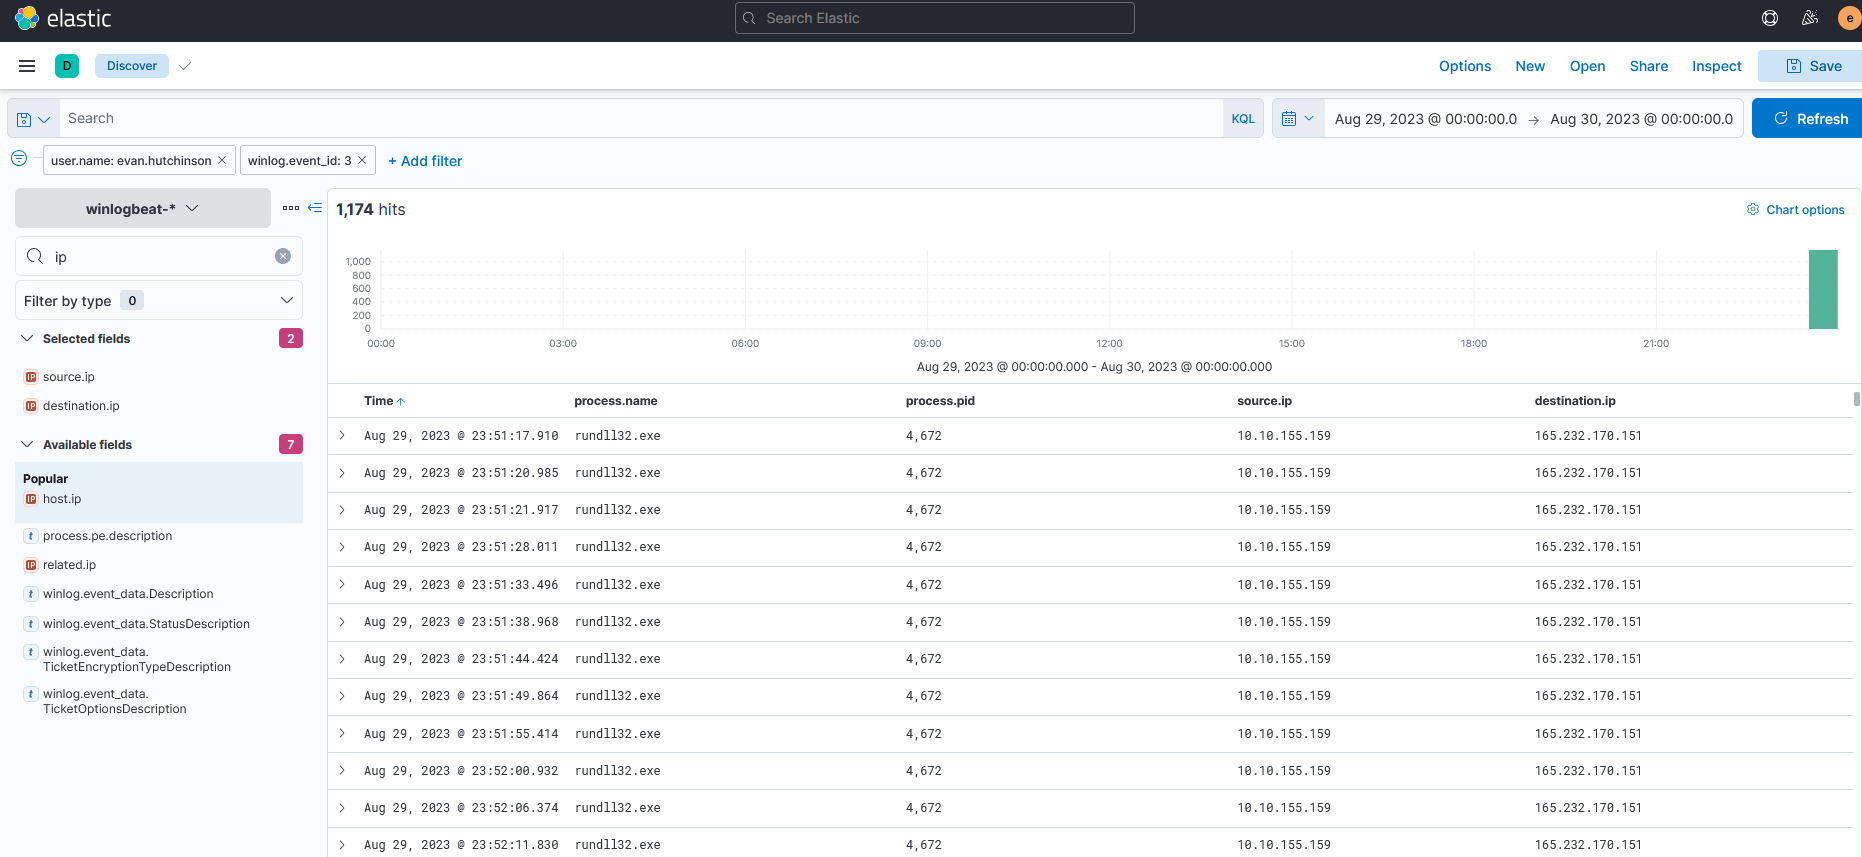 elastic
Search Elastic
e
D
Discover
Options New Open Share Inspect Save
Search
KQL
Aug 29, 2023 @ 00:00:00.0 → Aug 30, 2023 @ 00:00:00.0
Refresh
user.name: evan.hutchinson × winlog.event_id: 3 × + Add filter
winlogbeat-*
ip
Filter by type 0
Selected fields 2
IP source.ip
IP destination.ip
Available fields 7
Popular
IP host.ip
t process.pe.description
IP related.ip
t winlog.event_data.Description
t winlog.event_data.StatusDescription
t winlog.event_data.
TicketEncryptionTypeDescription
t winlog.event_data.
TicketOptionsDescription
1,174 hits
Chart options
1,000
800
600
400
200
0
00:00 03:00 06:00 09:00 12:00 15:00 18:00 21:00
Aug 29, 2023 @ 00:00:00.000 - Aug 30, 2023 @ 00:00:00.000
Time ↑ process.name process.pid source.ip destination.ip
Aug 29, 2023 @ 23:51:17.910 rundll32.exe 4,672 10.10.155.159 165.232.170.151
Aug 29, 2023 @ 23:51:20.985 rundll32.exe 4,672 10.10.155.159 165.232.170.151
Aug 29, 2023 @ 23:51:21.917 rundll32.exe 4,672 10.10.155.159 165.232.170.151
Aug 29, 2023 @ 23:51:28.011 rundll32.exe 4,672 10.10.155.159 165.232.170.151
Aug 29, 2023 @ 23:51:33.496 rundll32.exe 4,672 10.10.155.159 165.232.170.151
Aug 29, 2023 @ 23:51:38.968 rundll32.exe 4,672 10.10.155.159 165.232.170.151
Aug 29, 2023 @ 23:51:44.424 rundll32.exe 4,672 10.10.155.159 165.232.170.151
Aug 29, 2023 @ 23:51:49.864 rundll32.exe 4,672 10.10.155.159 165.232.170.151
Aug 29, 2023 @ 23:51:55.414 rundll32.exe 4,672 10.10.155.159 165.232.170.151
Aug 29, 2023 @ 23:52:00.932 rundll32.exe 4,672 10.10.155.159 165.232.170.151
Aug 29, 2023 @ 23:52:06.374 rundll32.exe 4,672 10.10.155.159 165.232.170.151
Aug 29, 2023 @ 23:52:11.830 rundll32.exe 4,672 10.10.155.159 165.232.170.151